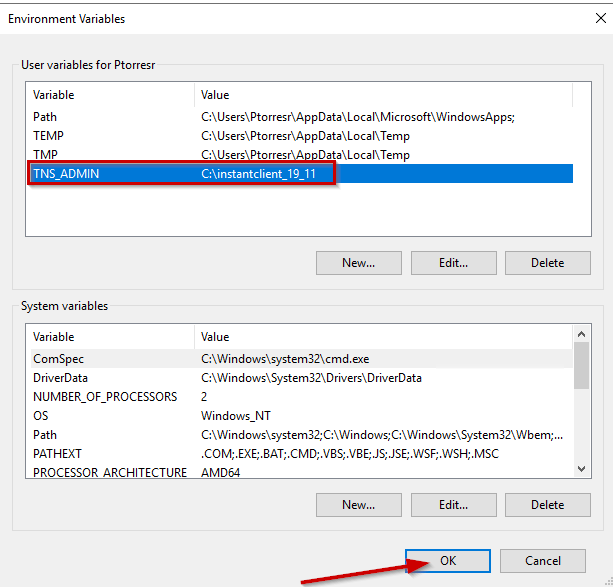 Environment Variables
User variables for Ptorresr
Variable Value
Path C:\Users\Ptorresr\AppData\Local\Microsoft\WindowsApps;
TEMP C:\Users\Ptorresr\AppData\Local\Temp
TMP C:\Users\Ptorresr\AppData\Local\Temp
TNS_ADMIN C:\instantclient_19_11
New... Edit... Delete
System variables
Variable Value
ComSpec C:\Windows\system32\cmd.exe
DriverData C:\Windows\System32\Drivers\DriverData
NUMBER_OF_PROCESSORS 2
OS Windows_NT
Path C:\Windows\system32;C:\Windows;C:\Windows\System32\Wbem;...
PATHEXT .COM;.EXE;.BAT;.CMD;.VBS;.VBE;.JS;.JSE;.WSF;.WSH;.MSC
PROCESSOR_ARCHITECTURE AMD64
New... Edit... Delete
OK Cancel